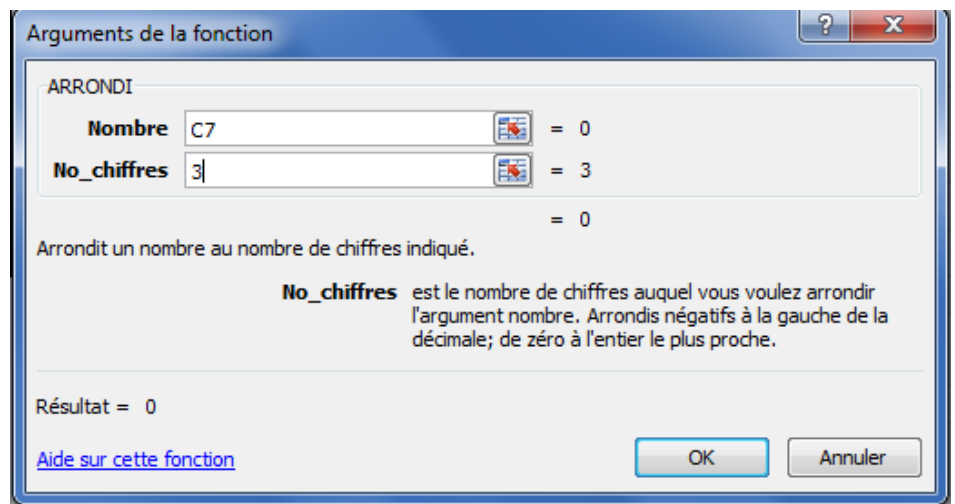 Arguments de la fonction
?
X
ARRONDI
Nombre C7 = 0
No_chiffres 3 = 3
= 0
Arrondit un nombre au nombre de chiffres indiqué.
No_chiffres est le nombre de chiffres auquel vous voulez arrondir
l'argument nombre. Arrondis négatifs à la gauche de la
décimale; de zéro à l'entier le plus proche.
Résultat = 0
Aide sur cette fonction
OK
Annuler